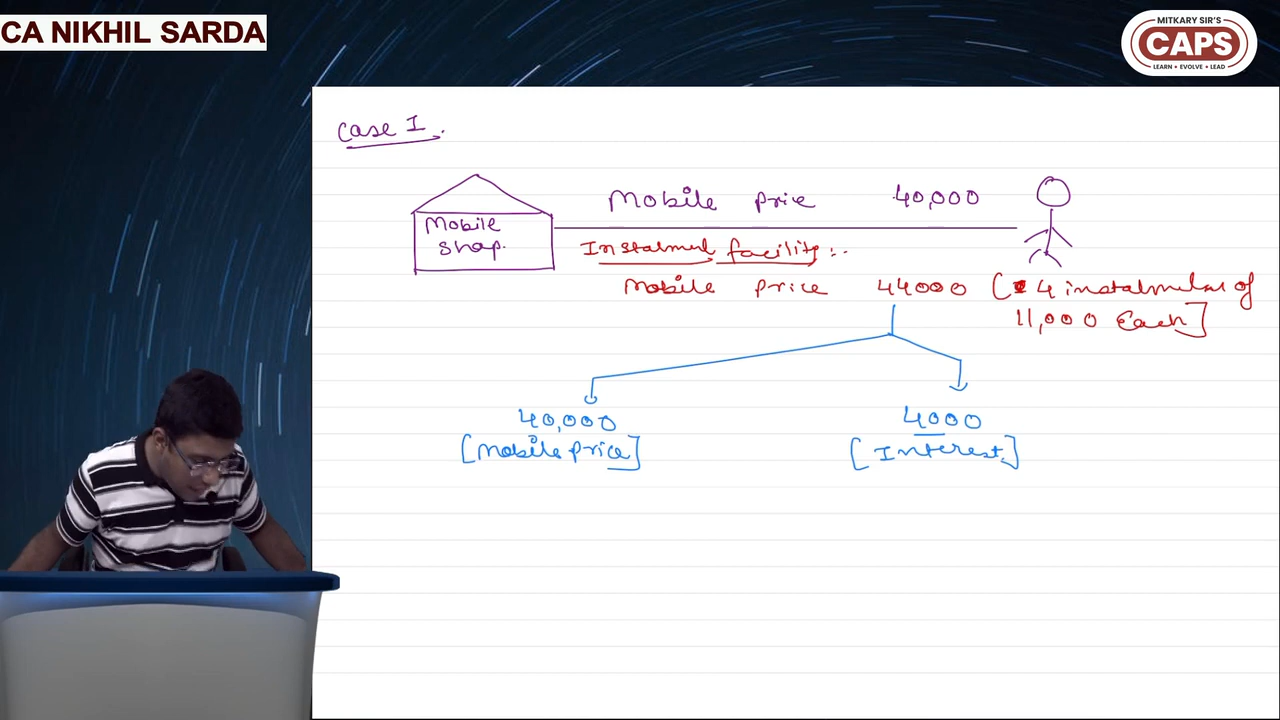 CA NIKHIL SARDA
MITKARY SIR'S
CAPS
LEARN • EVOLVE • LEAD
Case I.
Mobile Shop.
Mobile Price 40,000
Instalment facility:.
Mobile Price 44000 (4 instalments of
11,000 Each]
40,000
[Mobile Price]
4000
[Interest]